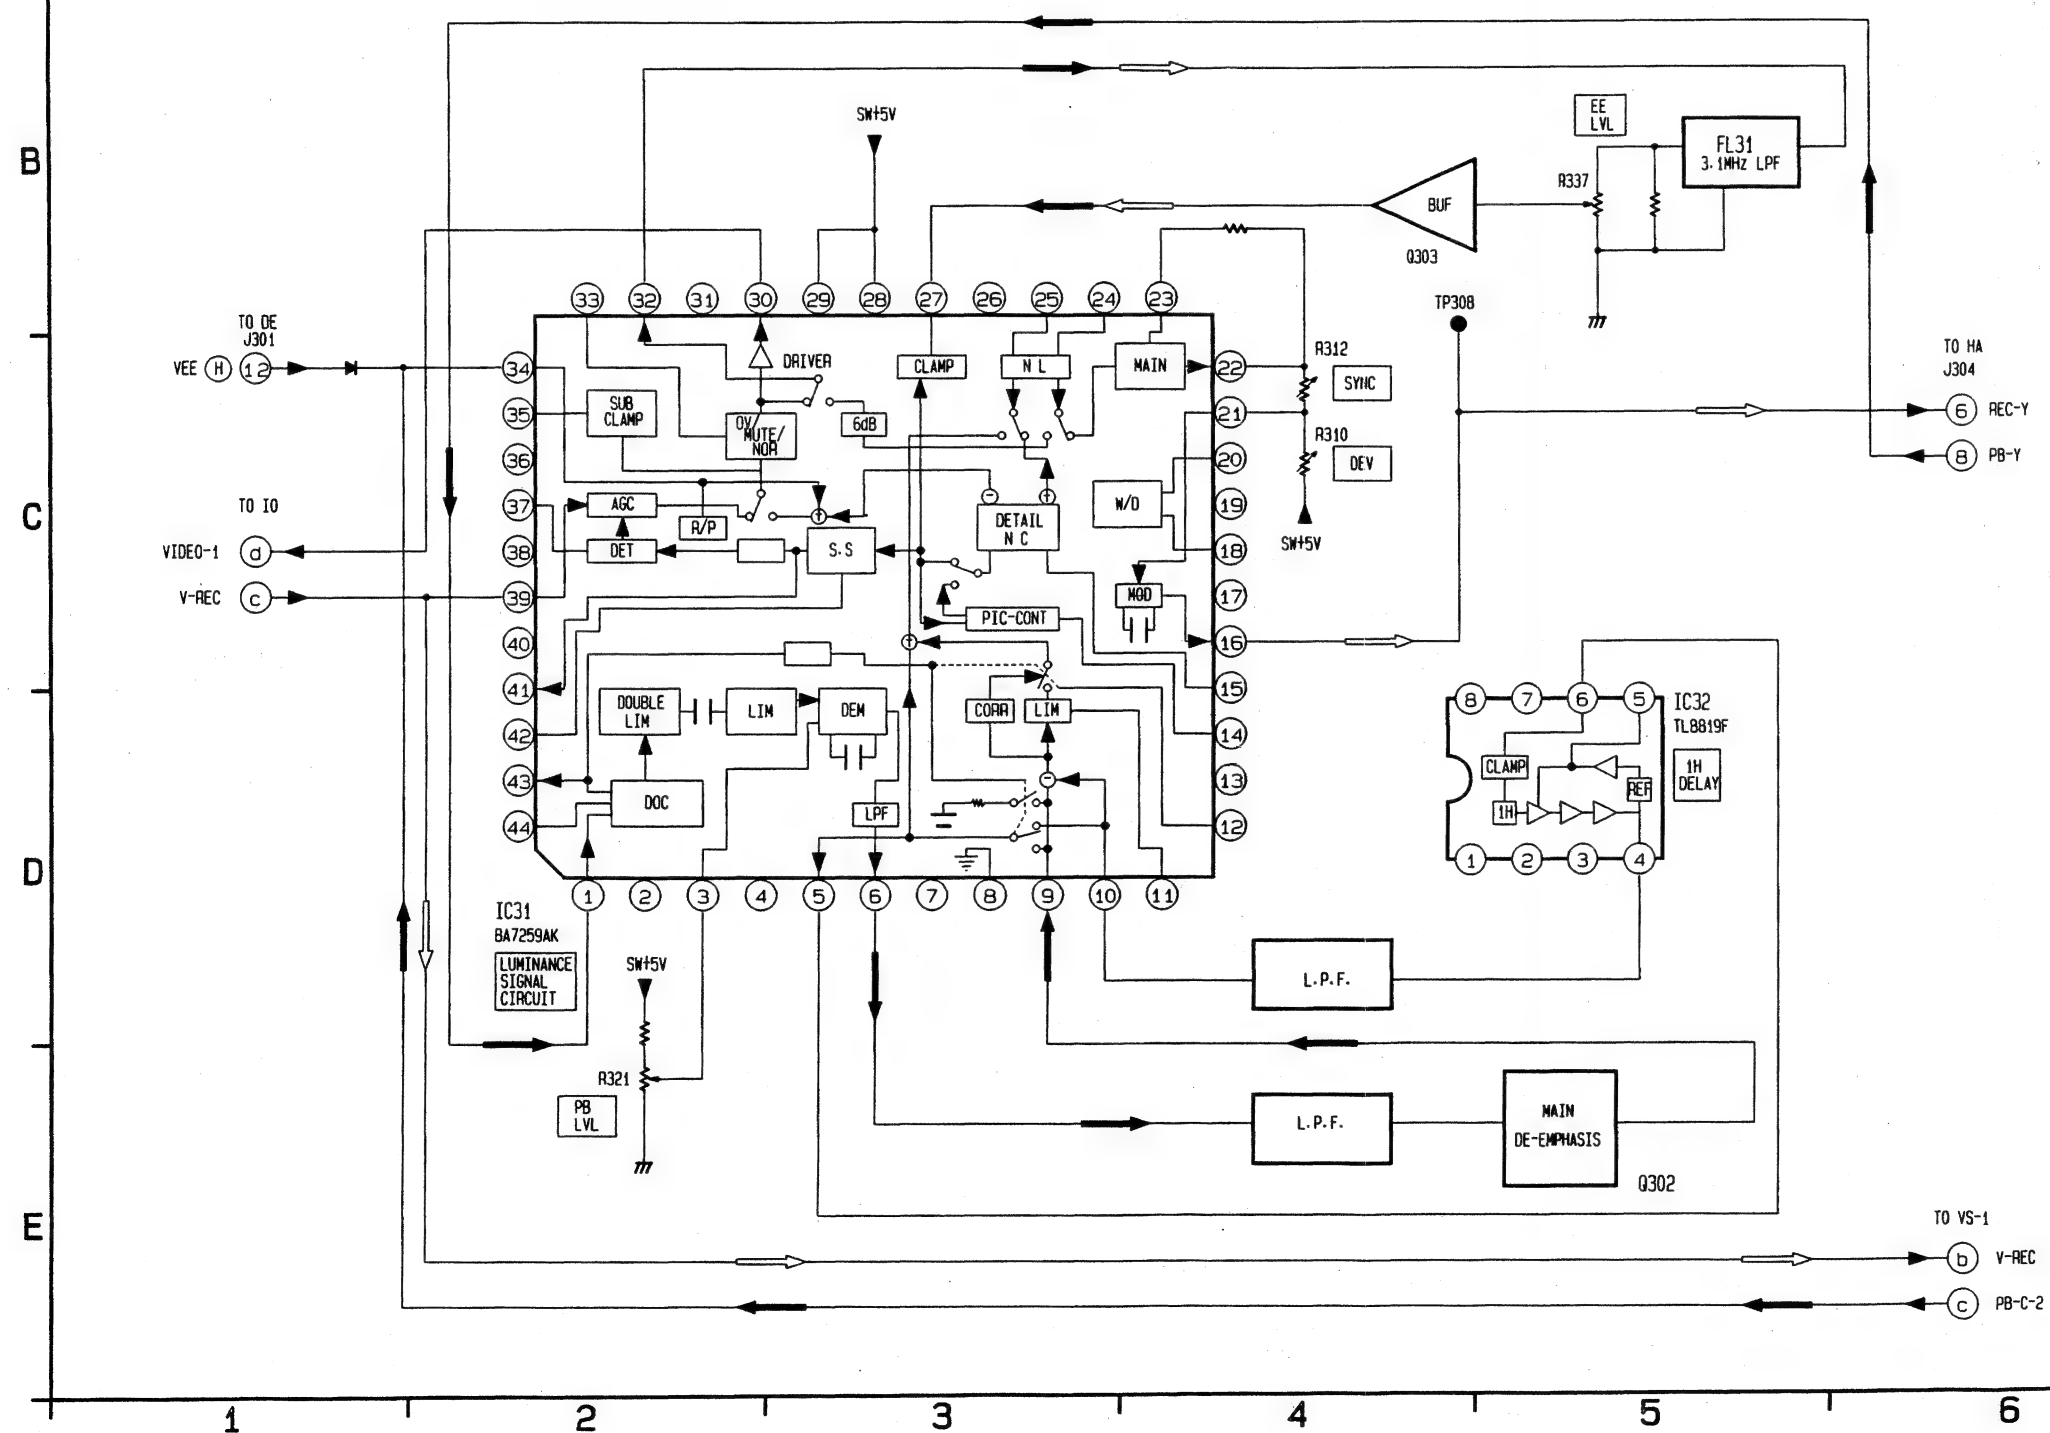 B
C
D
E
1
2
3
4
5
6
SW+5V
EE
LVL
FL31
3.1MHz LPF
R337
BUF
Q303
TP308
33
32
31
30
29
28
27
26
25
24
23
TO DE
J301
VEE
H
12
34
35
36
37
38
39
40
41
42
43
44
TO IO
VIDEO-1
d
V-REC
c
DRIVER
SUB
CLAMP
OV/
MUTE/
NOR
6dB
CLAMP
N L
MAIN
AGC
R/P
DET
S.S
DETAIL
N C
W/D
MOD
PIC-CONT
DOUBLE
LIM
LIM
DEM
CORR
LIM
DOC
LPF
22
21
20
19
18
17
16
15
14
13
12
R312
SYNC
R310
DEV
SW+5V
TO HA
J304
6
REC-Y
8
PB-Y
8
7
6
5
IC32
TL8819F
1H
DELAY
CLAMP
1H
REF
1
2
3
4
1
2
3
4
5
6
7
8
9
10
11
IC31
BA7259AK
LUMINANCE
SIGNAL
CIRCUIT
SW+5V
R321
PB
LVL
L.P.F.
L.P.F.
MAIN
DE-EMPHASIS
Q302
TO VS-1
b
V-REC
c
PB-C-2